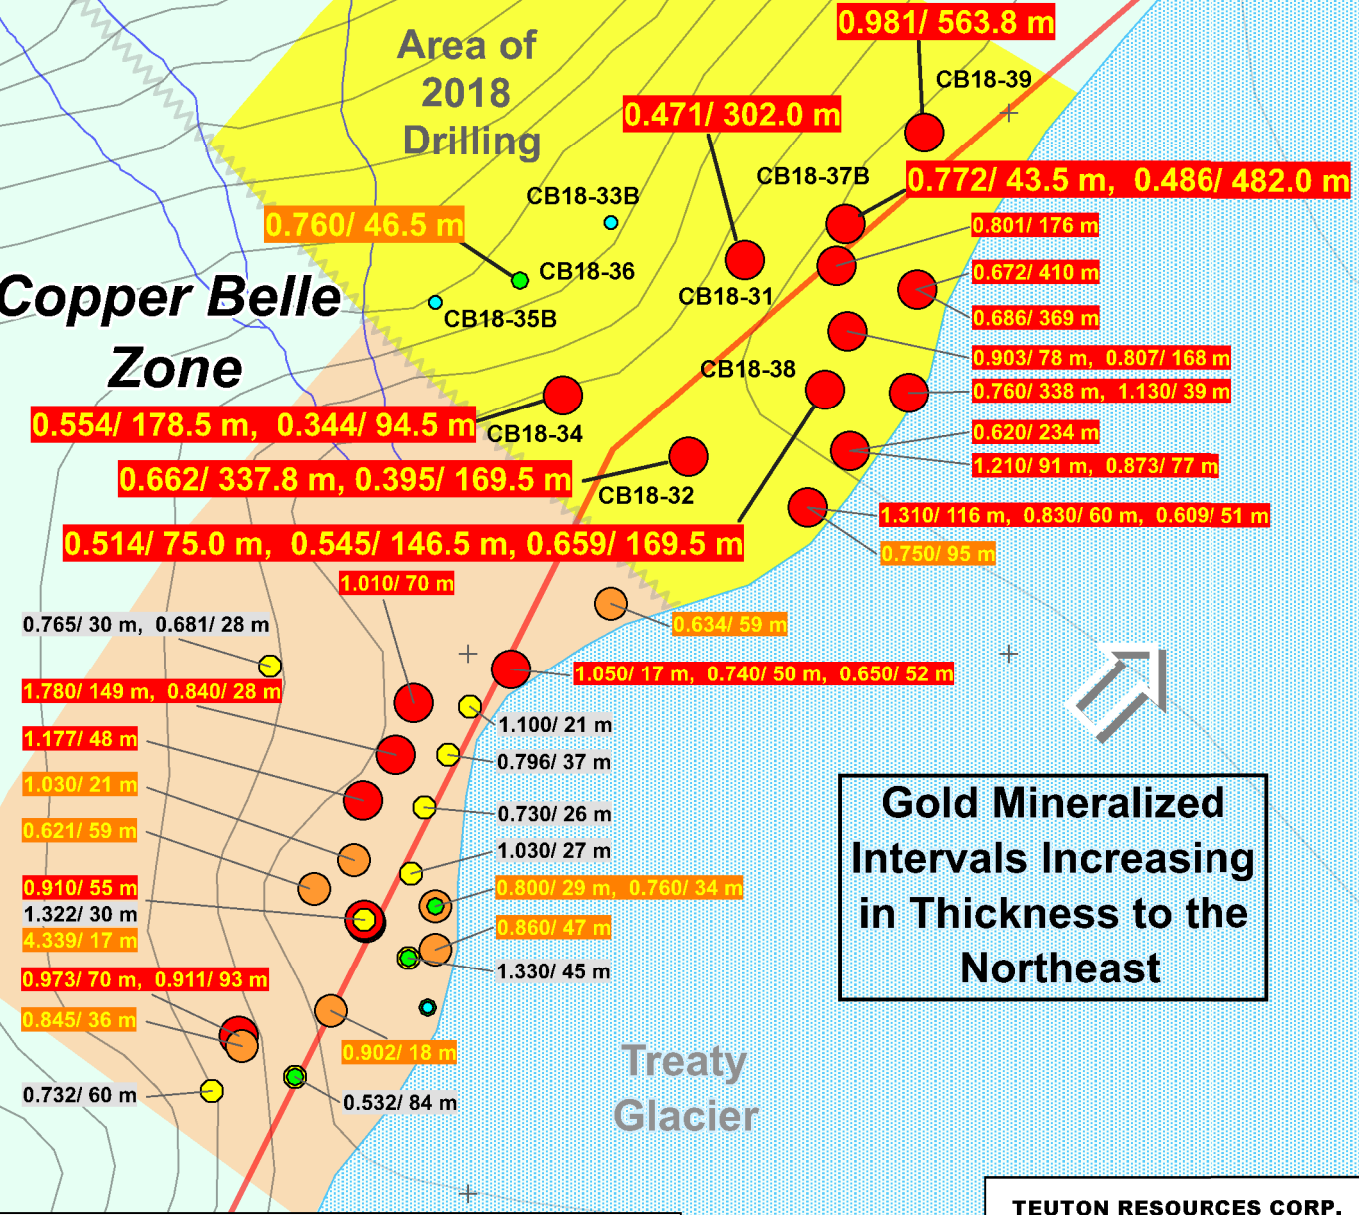 0.981/ 563.8 m
Area of
2018
Drilling
CB18-39
0.471/ 302.0 m
CB18-37B
0.772/ 43.5 m,  0.486/ 482.0 m
CB18-33B
0.760/ 46.5 m
0.801/ 176 m
CB18-36
0.672/ 410 m
Copper Belle
Zone
CB18-31
CB18-35B
0.686/ 369 m
0.903/ 78 m,  0.807/ 168 m
CB18-38
0.760/ 338 m,  1.130/ 39 m
0.554/ 178.5 m,  0.344/ 94.5 m
CB18-34
0.620/ 234 m
1.210/ 91 m,  0.873/ 77 m
0.662/ 337.8 m, 0.395/ 169.5 m
CB18-32
1.310/ 116 m,  0.830/ 60 m,  0.609/ 51 m
0.514/ 75.0 m,  0.545/ 146.5 m, 0.659/ 169.5 m
0.750/ 95 m
1.010/ 70 m
0.765/ 30 m,  0.681/ 28 m
0.634/ 59 m
1.050/ 17 m,  0.740/ 50 m,  0.650/ 52 m
1.780/ 149 m,  0.840/ 28 m
1.100/ 21 m
1.177/ 48 m
0.796/ 37 m
1.030/ 21 m
0.730/ 26 m
0.621/ 59 m
1.030/ 27 m
0.910/ 55 m
0.800/ 29 m,  0.760/ 34 m
1.322/ 30 m
0.860/ 47 m
4.339/ 17 m
1.330/ 45 m
0.973/ 70 m,  0.911/ 93 m
0.845/ 36 m
0.902/ 18 m
0.732/ 60 m
0.532/ 84 m
Gold Mineralized
Intervals Increasing
in Thickness to the
Northeast
Treaty
Glacier
TEUTON RESOURCES CORP.